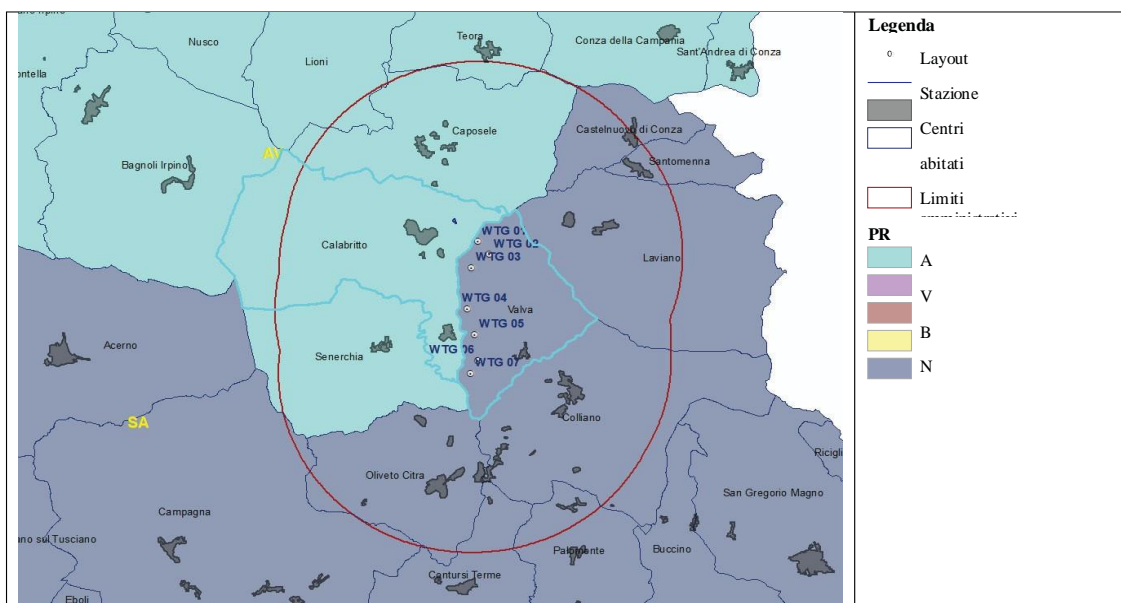 Nusco
Lioni
Teora
Conza della Campania
Sant'Andrea di Conza
Caposele
Castelnuovo di Conza
Santomenna
AV
Bagnoli Irpino
Calabritto
WTG 01
WTG 02
WTG 03
Laviano
WTG 04
Valva
WTG 05
Acerno
Senerchia
WTG 06
WTG 07
SA
Colliano
Oliveto Citra
San Gregorio Magno
Campagna
Buccino
Palomonte
Contursi Terme
Eboli
Legenda
Layout
Stazione
Centri
abitati
Limiti
PR
A
V
B
N